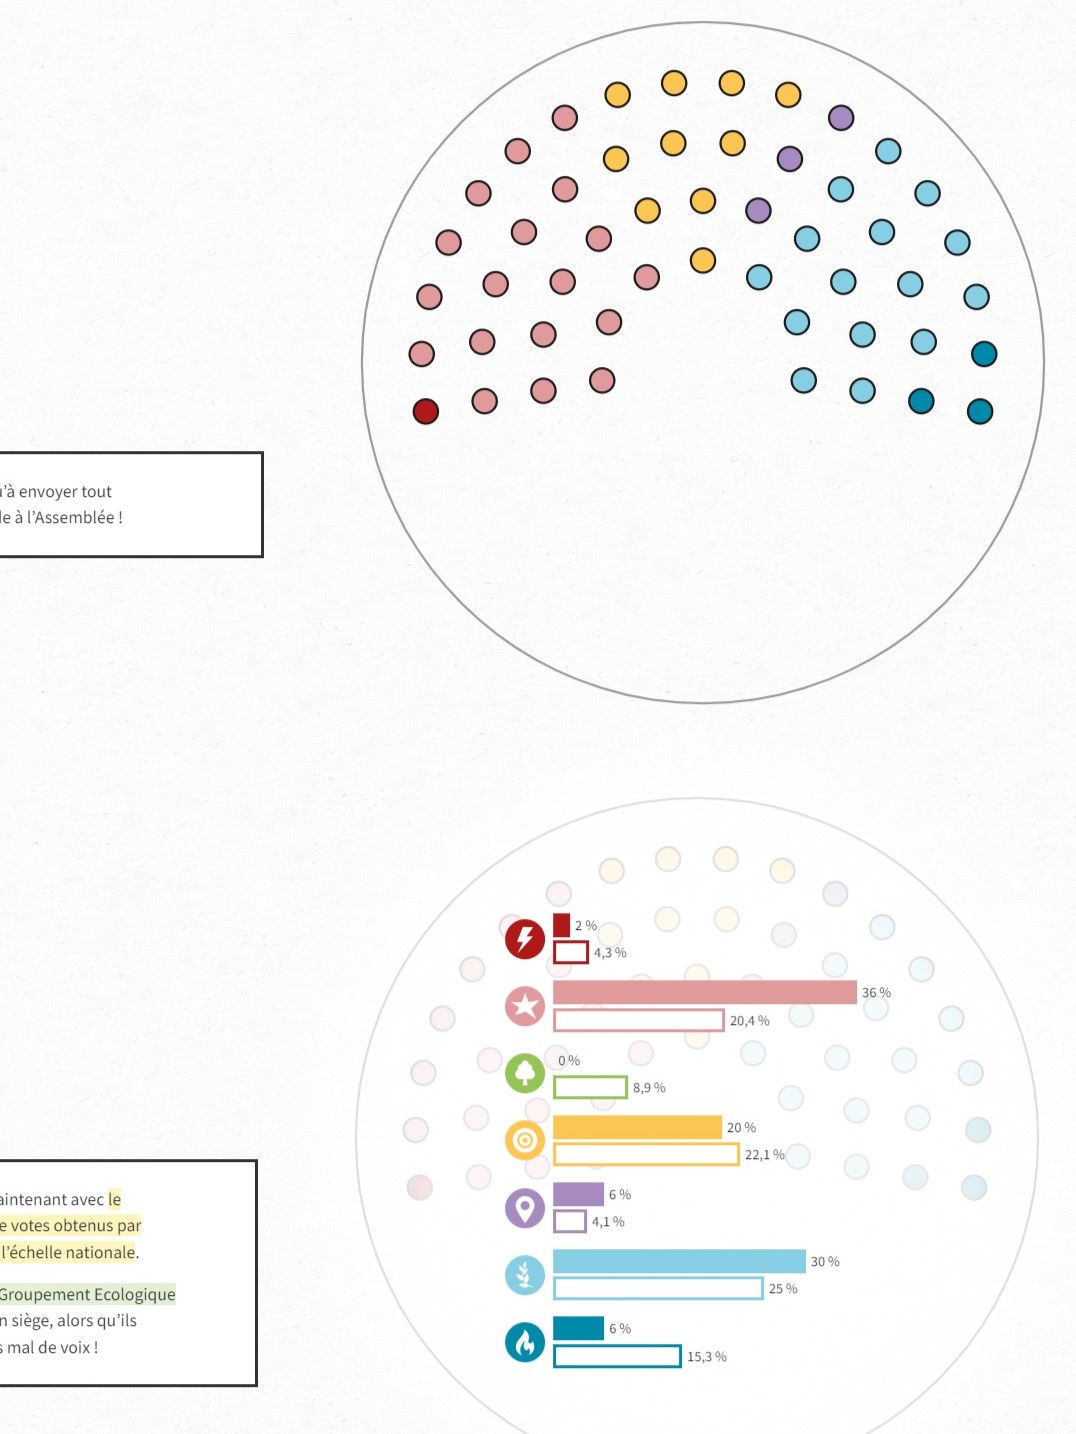 u'à envoyer tout
de à l'Assemblée !
2 %
4,3 %
36 %
20,4 %
0 %
8,9 %
20 %
22,1 %
6 %
4,1 %
30 %
25 %
6 %
15,3 %
aintenant avec le
e votes obtenus par
l'échelle nationale.
Groupement Ecologique
n siège, alors qu'ils
s mal de voix !